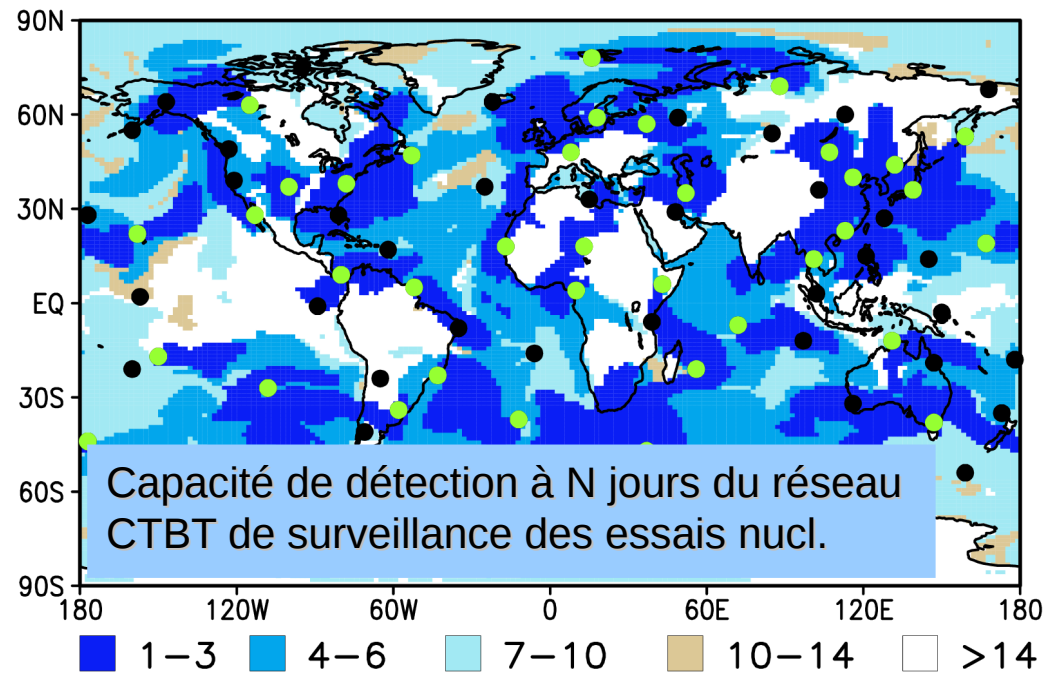 90N
60N
30N
EQ
30S
60S
90S
Capacité de détection à N jours du réseau
CTBT de surveillance des essais nucl.
180 120W 60W 0 60E 120E 180
1-3 4-6 7-10 10-14 >14